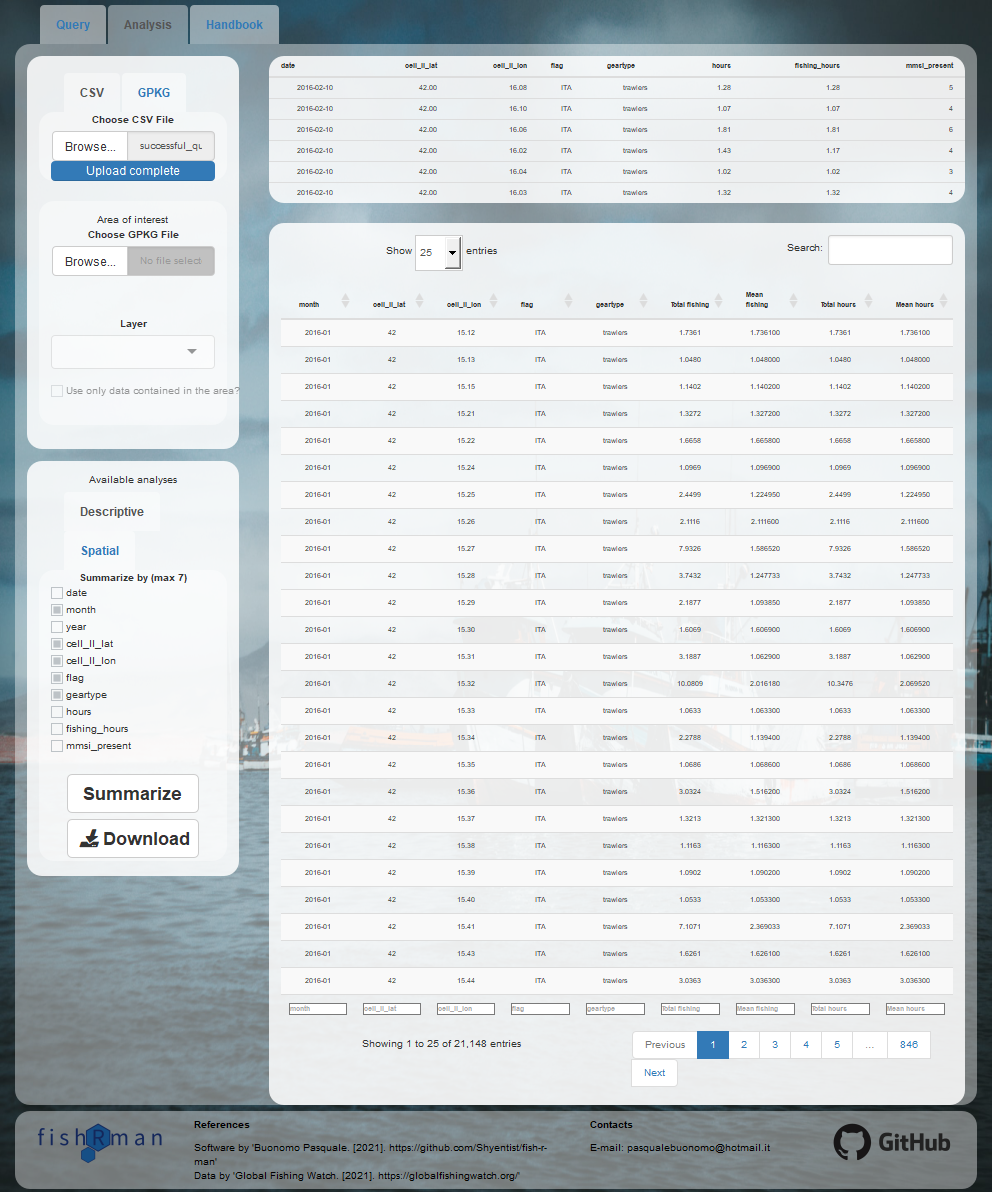 Query Analysis Handbook
CSV GPKG
Choose CSV File
Browse... successful_qu
Upload complete
Area of interest
Choose GPKG File
Browse... No file select
Layer
Use only data contained in the area?
Available analyses
Descriptive
Spatial
Summarize by (max 7)
date
month
year
cell_ll_lat
cell_ll_lon
flag
geartype
hours
fishing_hours
mmsi_present
Summarize
Download
date cell_ll_lat cell_ll_lon flag geartype hours fishing_hours mmsi_present
2016-02-10 42.00 16.08 ITA trawlers 1.28 1.28 5
2016-02-10 42.00 16.10 ITA trawlers 1.07 1.07 4
2016-02-10 42.00 16.06 ITA trawlers 1.81 1.81 6
2016-02-10 42.00 16.02 ITA trawlers 1.43 1.17 4
2016-02-10 42.00 16.04 ITA trawlers 1.02 1.02 3
2016-02-10 42.00 16.03 ITA trawlers 1.32 1.32 4
Show 25 entries Search:
month cell_ll_lat cell_ll_lon flag geartype Total fishing Mean fishing Total hours Mean hours
2016-01 42 15.12 ITA trawlers 1.7361 1.736100 1.7361 1.736100
2016-01 42 15.13 ITA trawlers 1.0480 1.048000 1.0480 1.048000
2016-01 42 15.15 ITA trawlers 1.1402 1.140200 1.1402 1.140200
2016-01 42 15.21 ITA trawlers 1.3272 1.327200 1.3272 1.327200
2016-01 42 15.22 ITA trawlers 1.6658 1.665800 1.6658 1.665800
2016-01 42 15.24 ITA trawlers 1.0969 1.096900 1.0969 1.096900
2016-01 42 15.25 ITA trawlers 2.4499 1.224950 2.4499 1.224950
2016-01 42 15.26 ITA trawlers 2.1116 2.111600 2.1116 2.111600
2016-01 42 15.27 ITA trawlers 7.9326 1.586520 7.9326 1.586520
2016-01 42 15.28 ITA trawlers 3.7432 1.247733 3.7432 1.247733
2016-01 42 15.29 ITA trawlers 2.1877 1.093850 2.1877 1.093850
2016-01 42 15.30 ITA trawlers 1.6069 1.606900 1.6069 1.606900
2016-01 42 15.31 ITA trawlers 3.1887 1.062900 3.1887 1.062900
2016-01 42 15.32 ITA trawlers 10.0809 2.016180 10.3476 2.069520
2016-01 42 15.33 ITA trawlers 1.0633 1.063300 1.0633 1.063300
2016-01 42 15.34 ITA trawlers 2.2788 1.139400 2.2788 1.139400
2016-01 42 15.35 ITA trawlers 1.0686 1.068600 1.0686 1.068600
2016-01 42 15.36 ITA trawlers 3.0324 1.516200 3.0324 1.516200
2016-01 42 15.37 ITA trawlers 1.3213 1.321300 1.3213 1.321300
2016-01 42 15.38 ITA trawlers 1.1163 1.116300 1.1163 1.116300
2016-01 42 15.39 ITA trawlers 1.0902 1.090200 1.0902 1.090200
2016-01 42 15.40 ITA trawlers 1.0533 1.053300 1.0533 1.053300
2016-01 42 15.41 ITA trawlers 7.1071 2.369033 7.1071 2.369033
2016-01 42 15.43 ITA trawlers 1.6261 1.626100 1.6261 1.626100
2016-01 42 15.44 ITA trawlers 3.0363 3.036300 3.0363 3.036300
month cell_ll_lat cell_ll_lon flag geartype Total fishing Mean fishing Total hours Mean hours
Showing 1 to 25 of 21,148 entries Previous 1 2 3 4 5 ... 846
Next
fishRman
References
Software by 'Buonomo Pasquale. [2021]. https://github.com/Shyentist/fish-r-
man'
Data by 'Global Fishing Watch. [2021]. https://globalfishingwatch.org/'
Contacts
E-mail: pasqualebuonomo@hotmail.it
GitHub